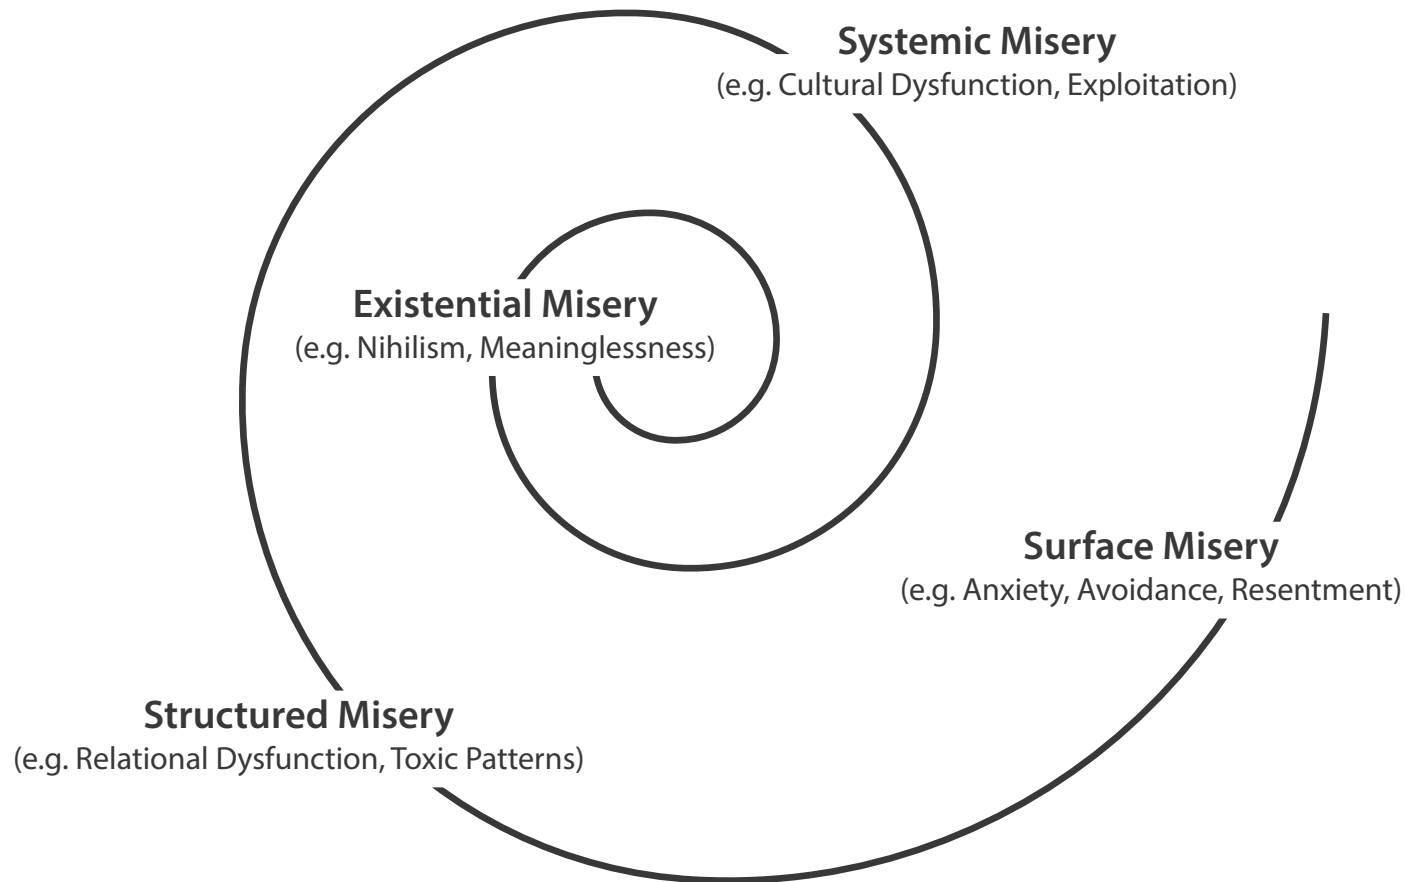 Systemic Misery
(e.g. Cultural Dysfunction, Exploitation)
Existential Misery
(e.g. Nihilism, Meaninglessness)
Surface Misery
(e.g. Anxiety, Avoidance, Resentment)
Structured Misery
(e.g. Relational Dysfunction, Toxic Patterns)